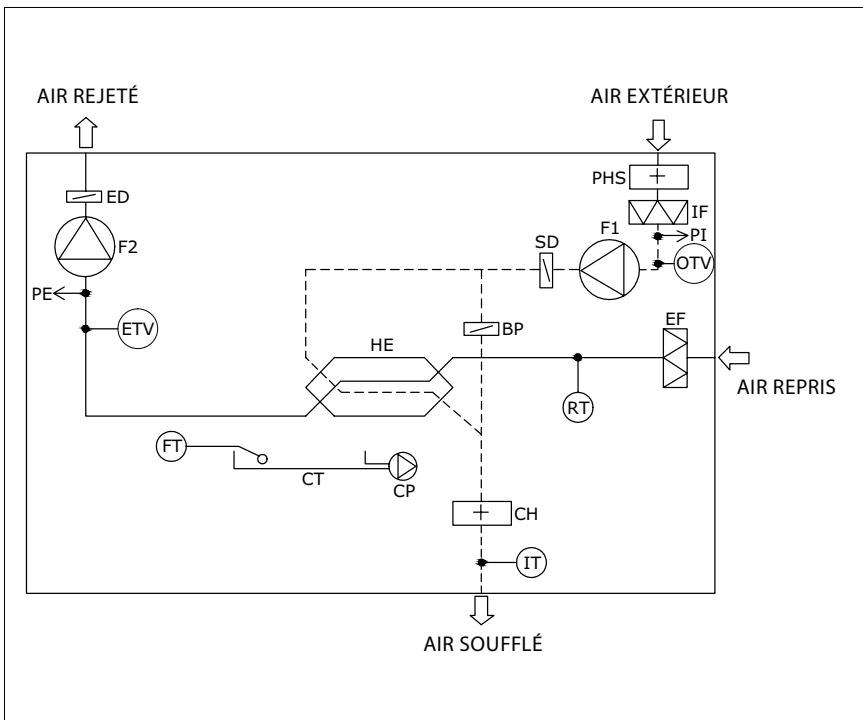 AIR REJETÉ
AIR EXTÉRIEUR
PHS
ED
IF
F1
PI
F2
SD
OTV
PE
ETV
BP
EF
HE
AIR REPRIS
RT
FT
CT
CP
CH
IT
AIR SOUFFLÉ